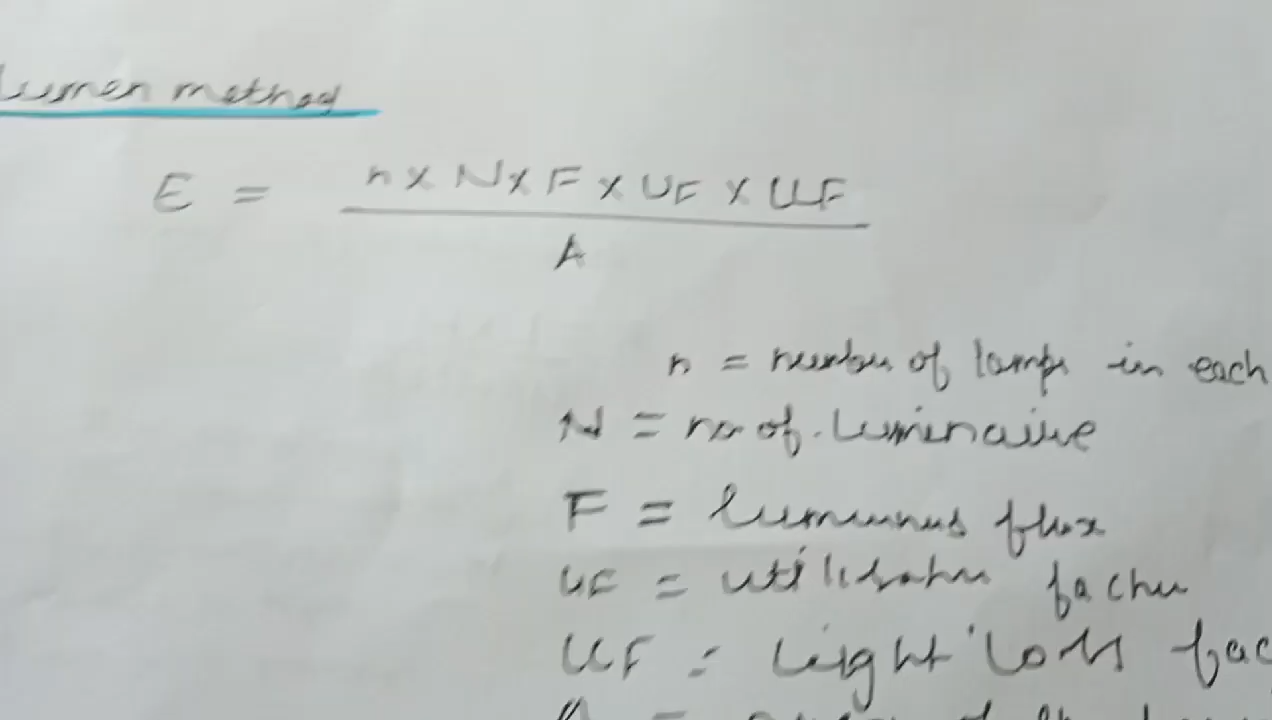 Lumen method
E = n x N x F x UF x LLF
A
n = number of lamps in each
N = no of. Luminaire
F = luminous flux
UF = utilisation factor
LLF = Light loss fac
A =